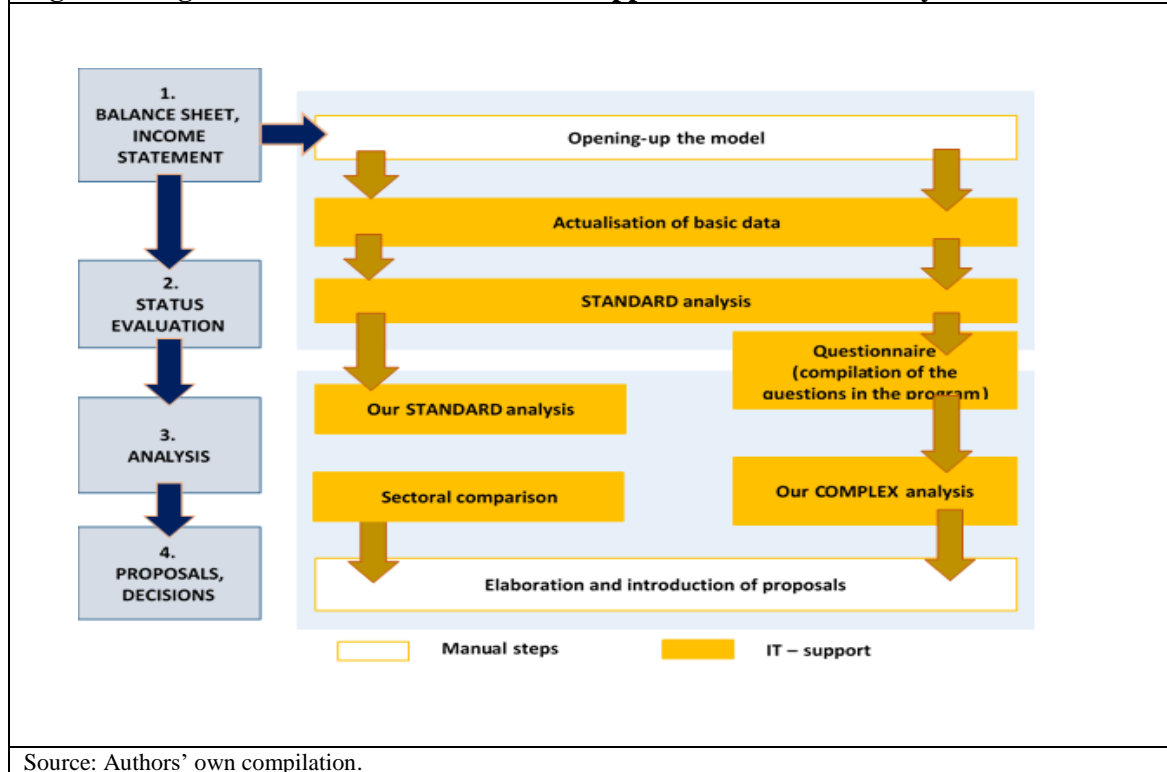 1.
BALANCE SHEET,
INCOME
STATEMENT
Opening-up the model
Actualisation of basic data
2.
STATUS
EVALUATION
STANDARD analysis
Questionnaire
(compilation of the
questions in the program)
Our STANDARD analysis
3.
ANALYSIS
Sectoral comparison
Our COMPLEX analysis
4.
PROPOSALS,
DECISIONS
Elaboration and introduction of proposals
Manual steps
IT – support
Source: Authors’ own compilation.